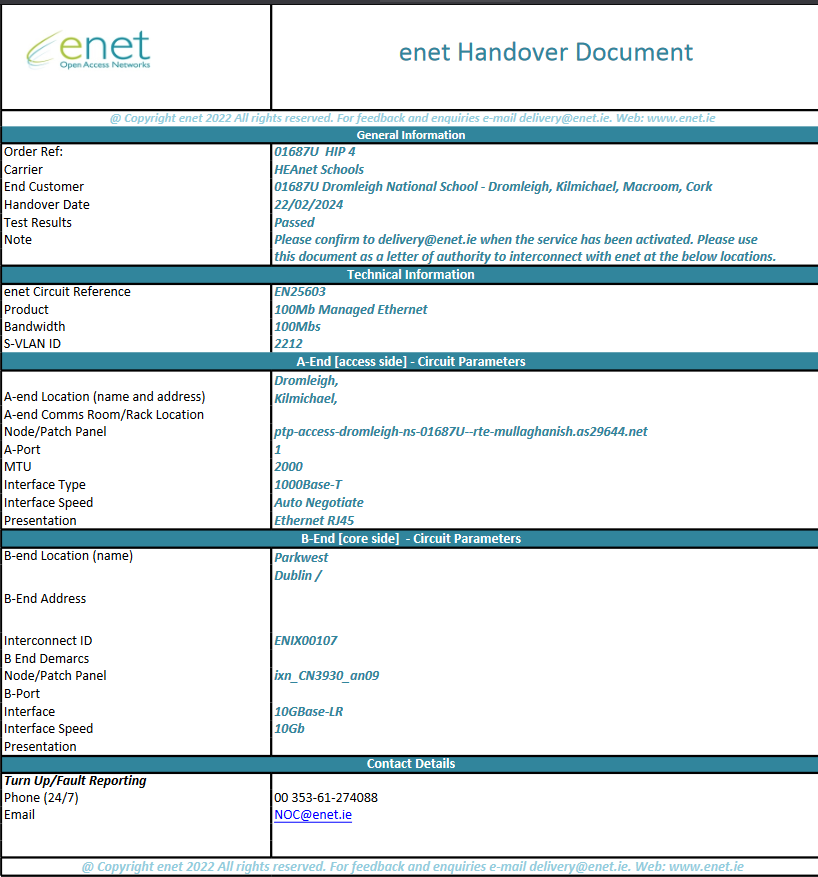 enet
Open Access Networks
enet Handover Document
@ Copyright enet 2022 All rights reserved. For feedback and enquiries e-mail delivery@enet.ie. Web: www.enet.ie
General Information
Order Ref: 01687U HIP 4
Carrier HEAnet Schools
End Customer 01687U Dromleigh National School - Dromleigh, Kilmichael, Macroom, Cork
Handover Date 22/02/2024
Test Results Passed
Note Please confirm to delivery@enet.ie when the service has been activated. Please use
this document as a letter of authority to interconnect with enet at the below locations.
Technical Information
enet Circuit Reference EN25603
Product 100Mb Managed Ethernet
Bandwidth 100Mbs
S-VLAN ID 2212
A-End [access side] - Circuit Parameters
Dromleigh,
A-end Location (name and address) Kilmichael,
A-end Comms Room/Rack Location
Node/Patch Panel ptp-access-dromleigh-ns-01687U--rte-mullaghanish.as29644.net
A-Port 1
MTU 2000
Interface Type 1000Base-T
Interface Speed Auto Negotiate
Presentation Ethernet RJ45
B-End [core side] - Circuit Parameters
B-end Location (name) Parkwest
Dublin /
B-End Address
Interconnect ID ENIX00107
B End Demarcs
Node/Patch Panel ixn_CN3930_an09
B-Port
Interface 10GBase-LR
Interface Speed 10Gb
Presentation
Contact Details
Turn Up/Fault Reporting
Phone (24/7) 00 353-61-274088
Email NOC@enet.ie
@ Copyright enet 2022 All rights reserved. For feedback and enquiries e-mail delivery@enet.ie. Web: www.enet.ie